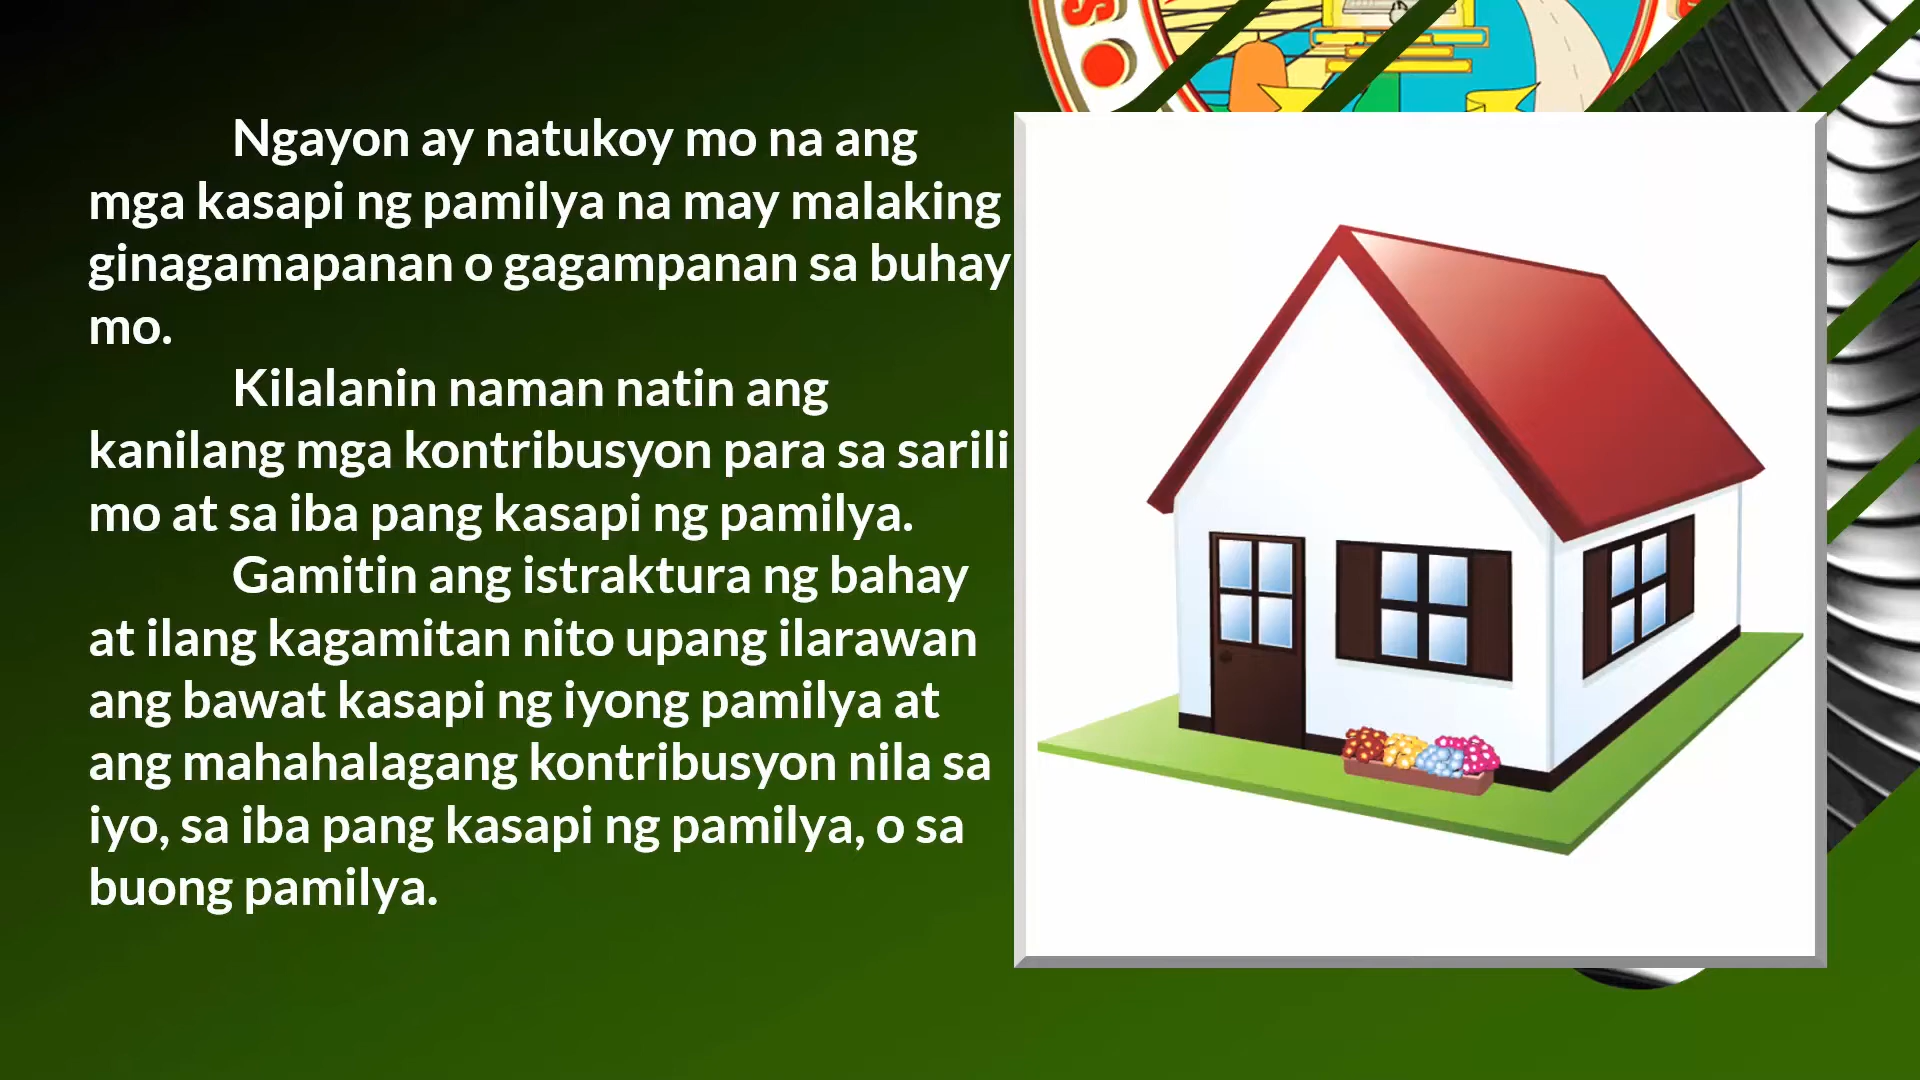 Ngayon ay natukoy mo na ang
mga kasapi ng pamilya na may malaking
ginagamapanan o gagampanan sa buhay
mo.
Kilalanin naman natin ang
kanilang mga kontribusyon para sa sarili
mo at sa iba pang kasapi ng pamilya.
Gamitin ang istraktura ng bahay
at ilang kagamitan nito upang ilarawan
ang bawat kasapi ng iyong pamilya at
ang mahahalagang kontribusyon nila sa
iyo, sa iba pang kasapi ng pamilya, o sa
buong pamilya.